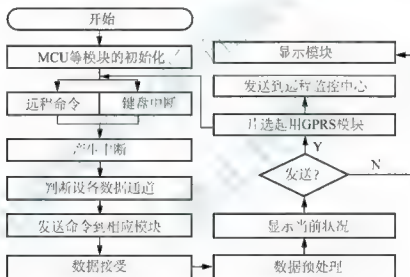 开始
MCU等模块的初始化
远程命令
键盘中断
产生中断
判断设备数据通道
发送命令到相应模块
数据接受
数据预处理
显示当前状况
发送?
Y
N
首选起用GPRS模块
发送到远程监控中心
显示模块